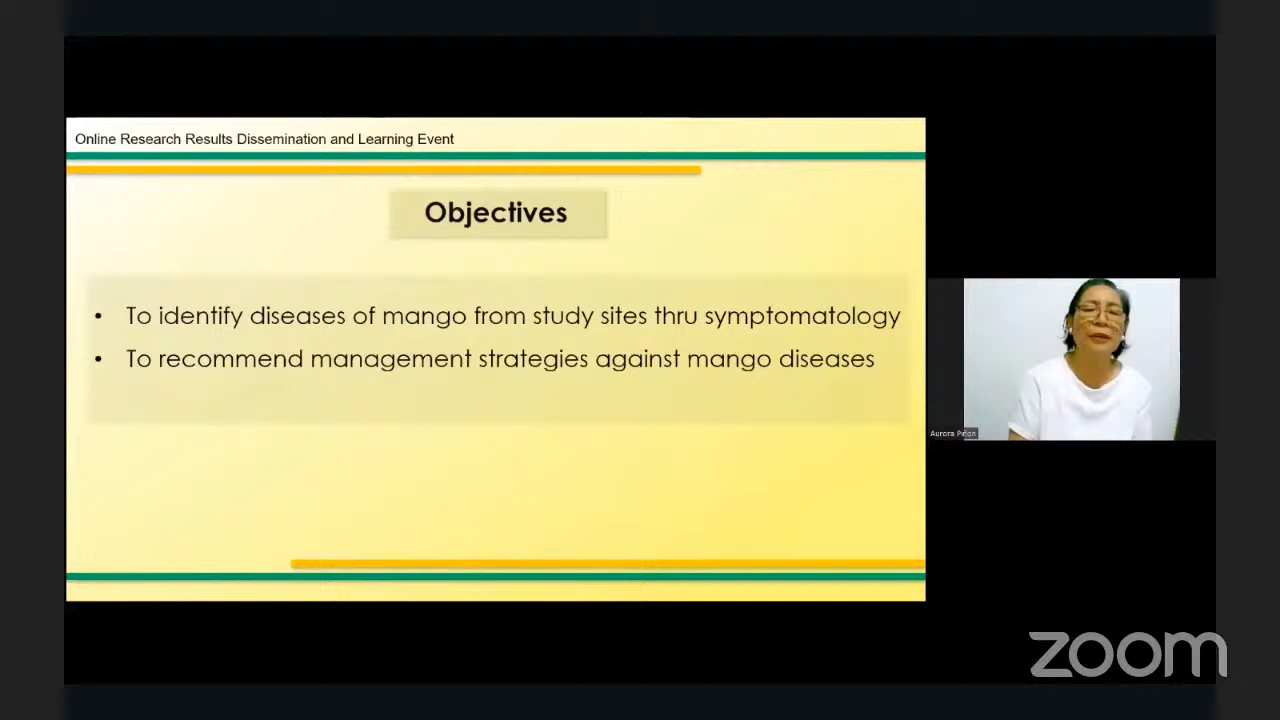 Online Research Results Dissemination and Learning Event
Objectives
• To identify diseases of mango from study sites thru symptomatology
• To recommend management strategies against mango diseases
Aurora Piñon
zoom